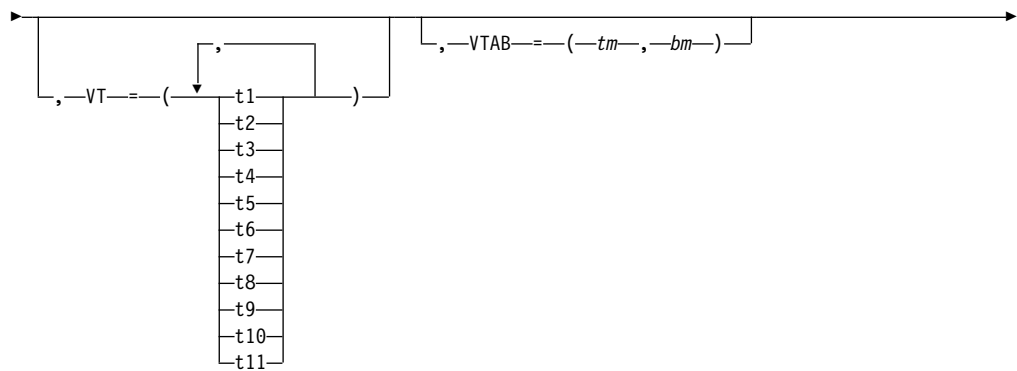 ,VTAB=(tm,bm)
,
,VT=(t1)
t2
t3
t4
t5
t6
t7
t8
t9
t10
t11